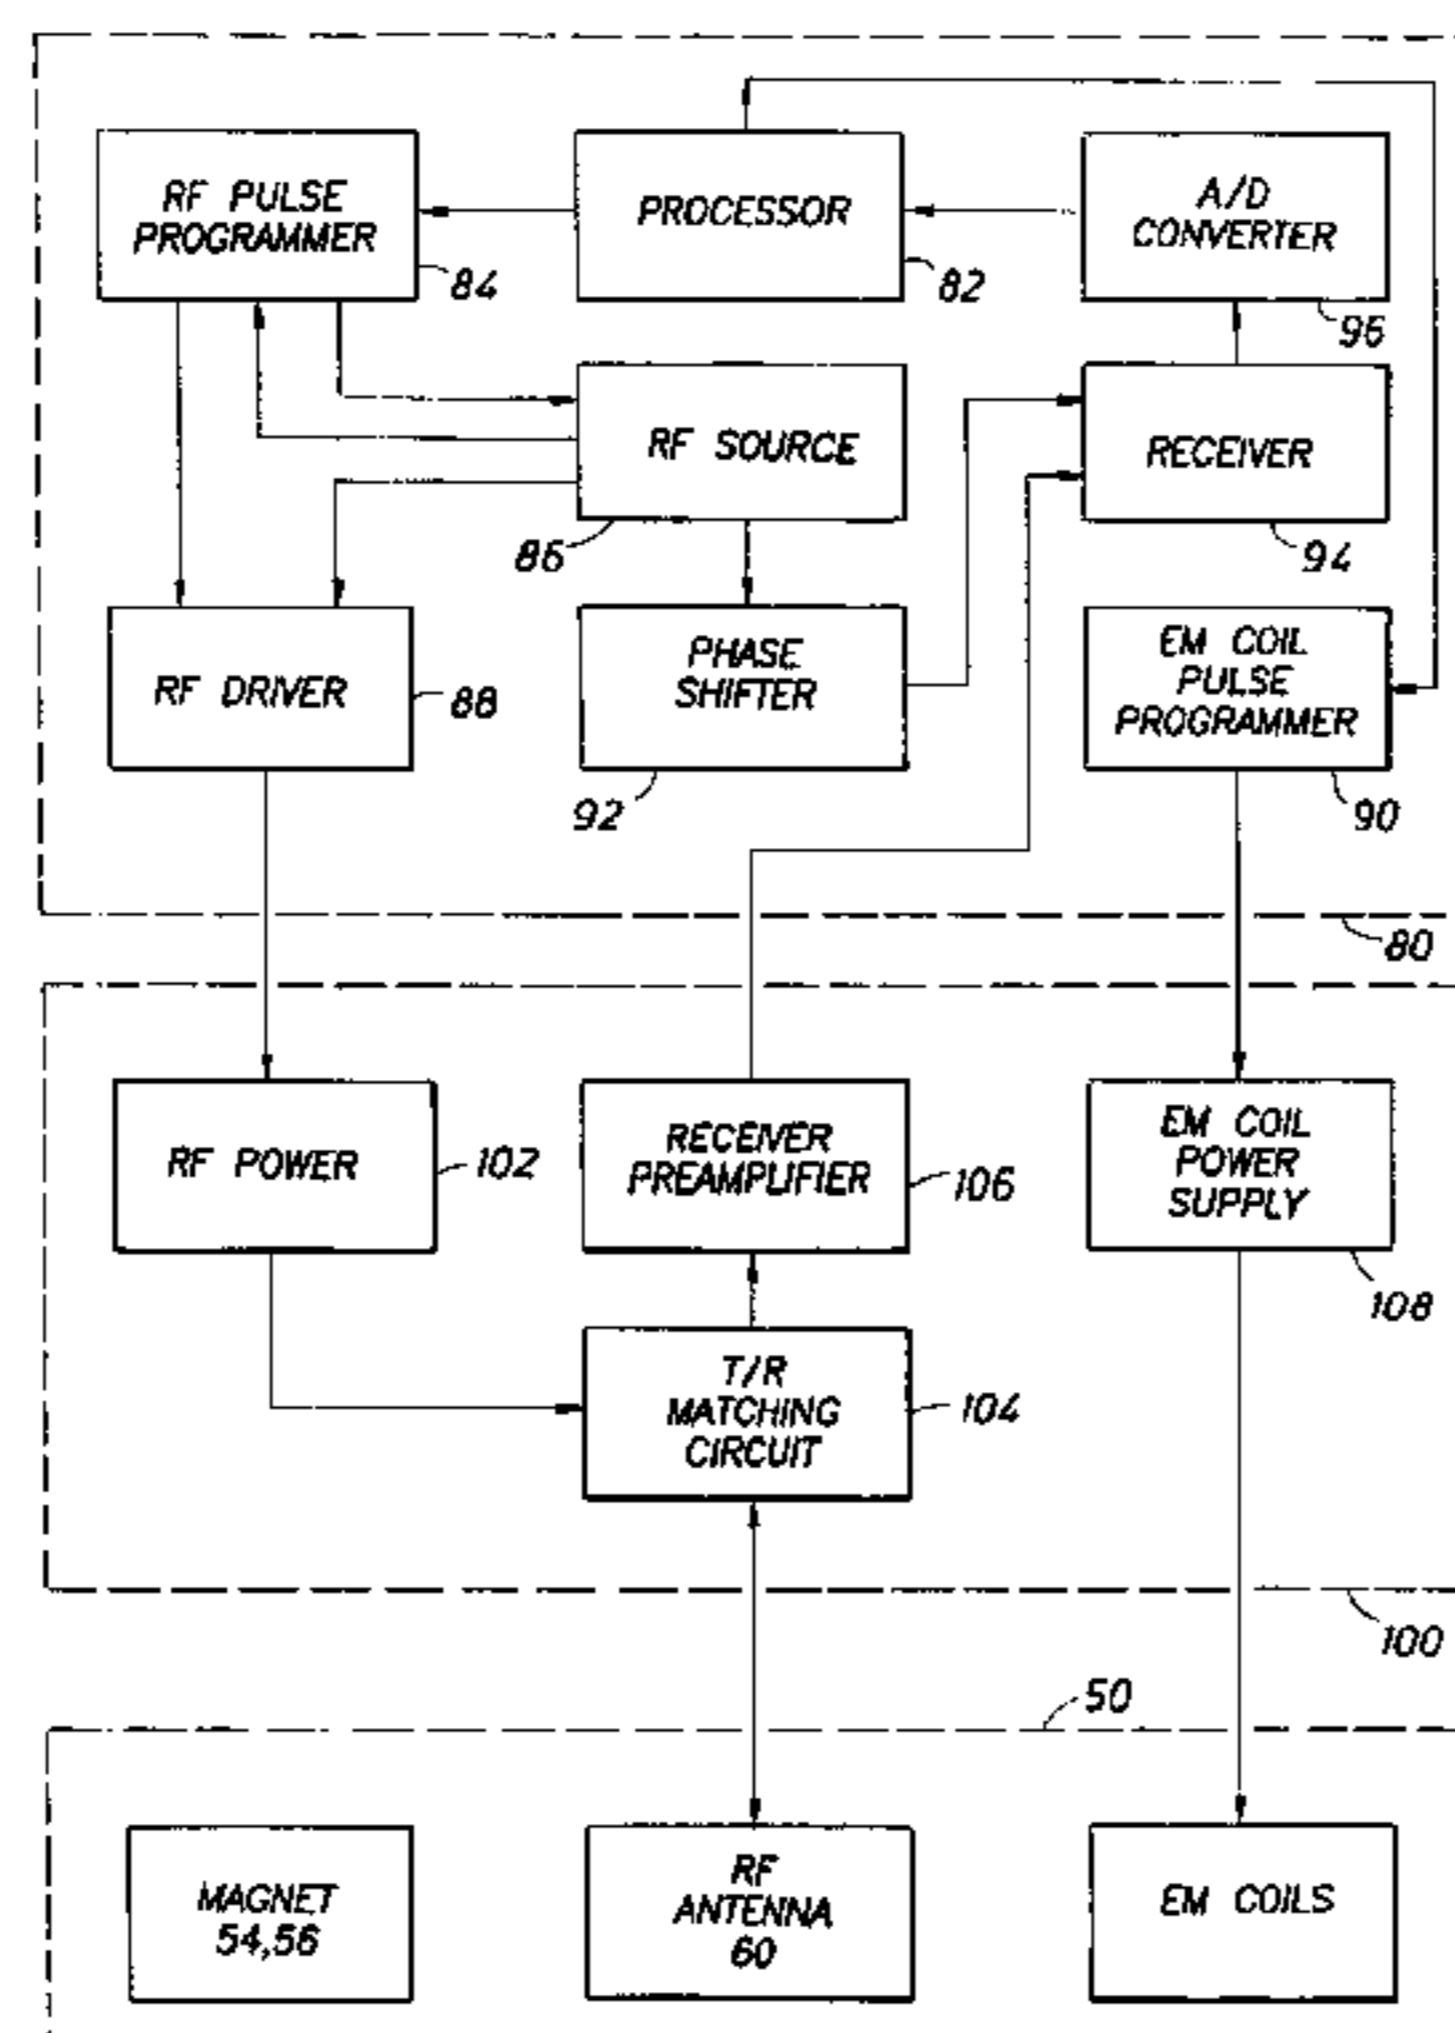 RF PULSE
PROGRAMMER
84
PROCESSOR
82
A/D
CONVERTER
96
RF SOURCE
86
RECEIVER
94
RF DRIVER
88
PHASE
SHIFTER
92
EM COIL
PULSE
PROGRAMMER
90
80
RF POWER
102
RECEIVER
PREAMPLIFIER
106
EM COIL
POWER
SUPPLY
108
T/R
MATCHING
CIRCUIT
104
100
50
MAGNET
54,56
RF
ANTENNA
60
EM COILS